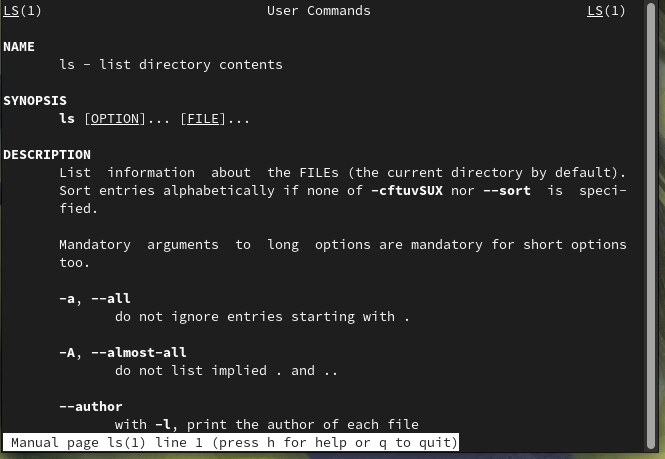 LS(1) User Commands LS(1)
NAME
ls - list directory contents
SYNOPSIS
ls [OPTION]... [FILE]...
DESCRIPTION
List information about the FILEs (the current directory by default).
Sort entries alphabetically if none of -cftuvSUX nor --sort is speci-
fied.
Mandatory arguments to long options are mandatory for short options
too.
-a, --all
do not ignore entries starting with .
-A, --almost-all
do not list implied . and ..
--author
with -l, print the author of each file
Manual page ls(1) line 1 (press h for help or q to quit)